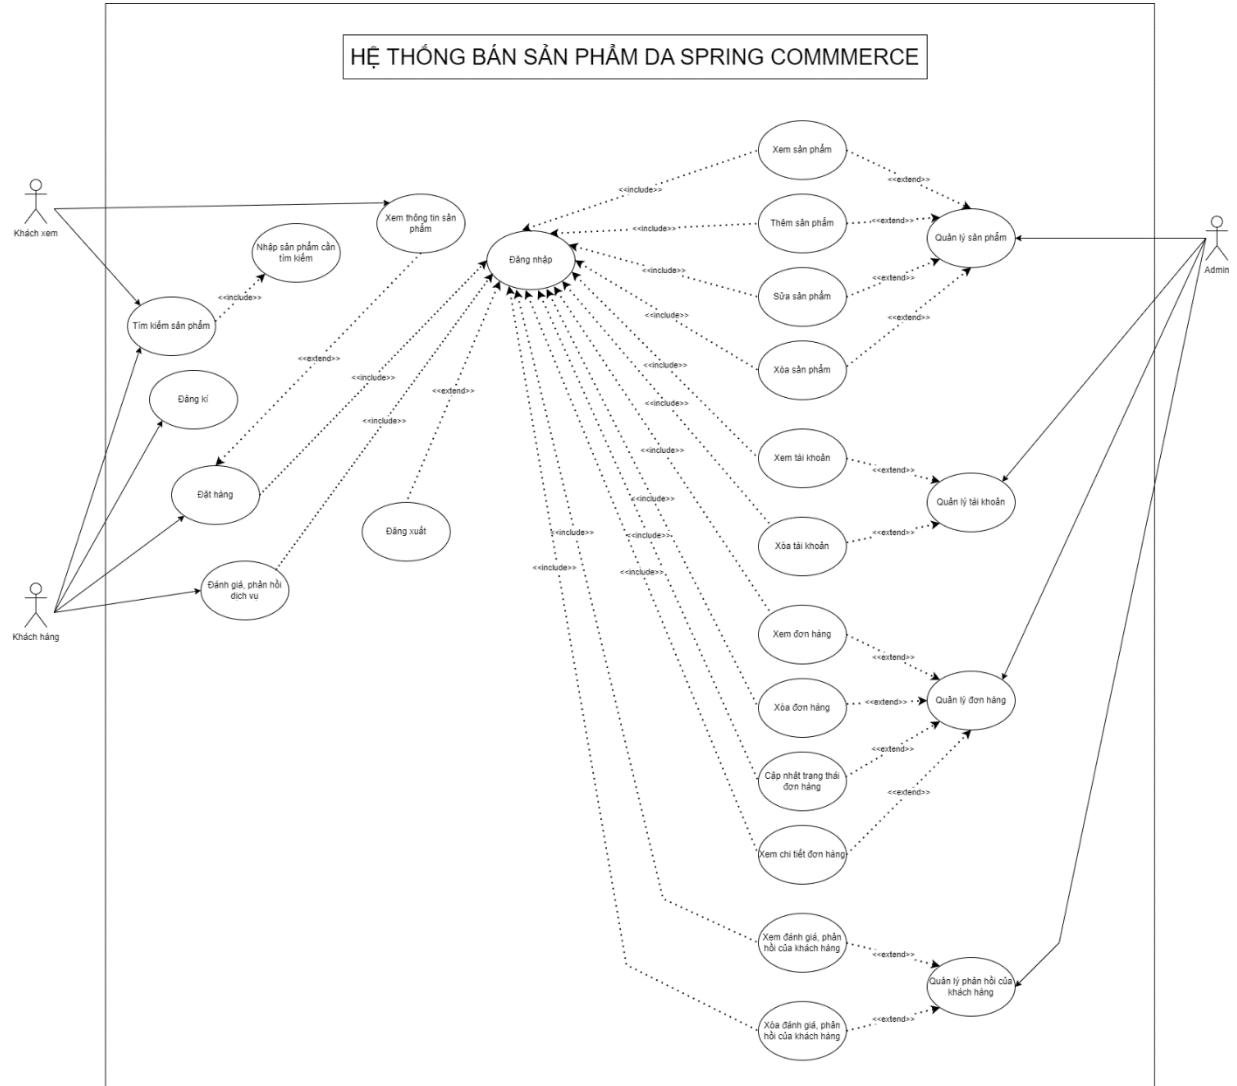 HỆ THỐNG BÁN SẢN PHẨM DA SPRING COMMMERCE
Khách xem
Xem thông tin sản
phẩm
Nhập sản phẩm cần
tìm kiếm
<<include>>
Tìm kiếm sản phẩm
<<extend>>
Đăng kí
<<include>>
<<include>>
<<extend>>
Đặt hàng
Đăng xuất
Đánh giá, phản hồi
dịch vụ
Khách hàng
Đăng nhập
<<include>>
<<include>>
<<include>>
<<include>>
<<include>>
<<include>>
<<include>>
<<include>>
<<include>>
<<include>>
<<include>>
<<include>>
Xem sản phẩm
<<extend>>
Thêm sản phẩm
<<extend>>
Quản lý sản phẩm
Sửa sản phẩm
<<extend>>
Xóa sản phẩm
<<extend>>
Admin
Xem tài khoản
<<extend>>
Quản lý tài khoản
Xóa tài khoản
<<extend>>
Xem đơn hàng
<<extend>>
Xóa đơn hàng
<<extend>>
Quản lý đơn hàng
Cập nhật trạng thái
đơn hàng
<<extend>>
Xem chi tiết đơn hàng
<<extend>>
Xem đánh giá, phản
hồi của khách hàng
<<extend>>
Quản lý phản hồi của
khách hàng
Xóa đánh giá, phản
hồi của khách hàng
<<extend>>